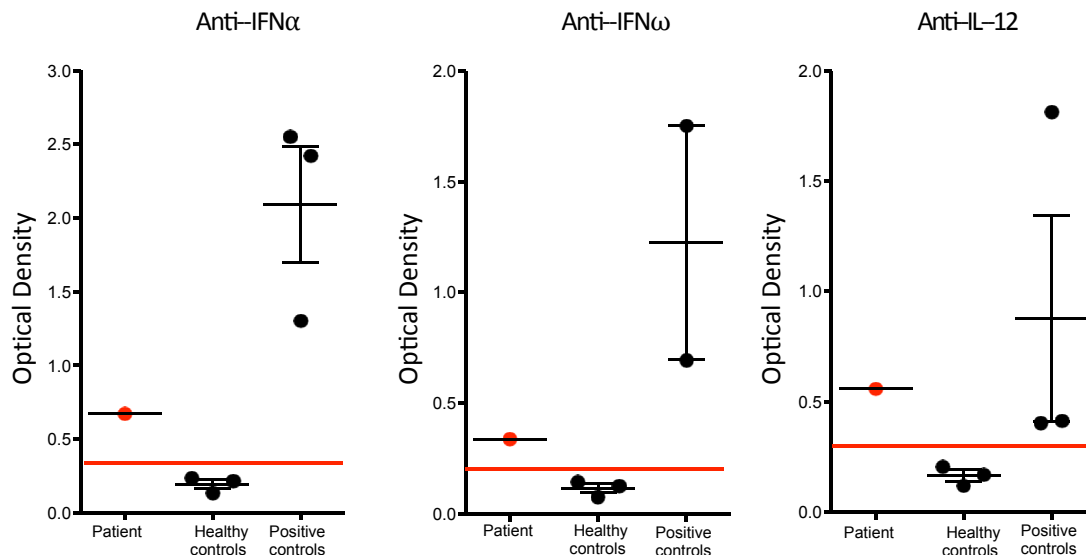 Anti--IFNα
Optical Density
3.0
2.5
2.0
1.5
1.0
0.5
0.0
Patient
Healthy
controls
Positive
controls
Anti--IFNω
Optical Density
2.0
1.5
1.0
0.5
0.0
Patient
Healthy
controls
Positive
controls
Anti-IL-12
Optical Density
2.0
1.5
1.0
0.5
0.0
Patient
Healthy
controls
Positive
controls